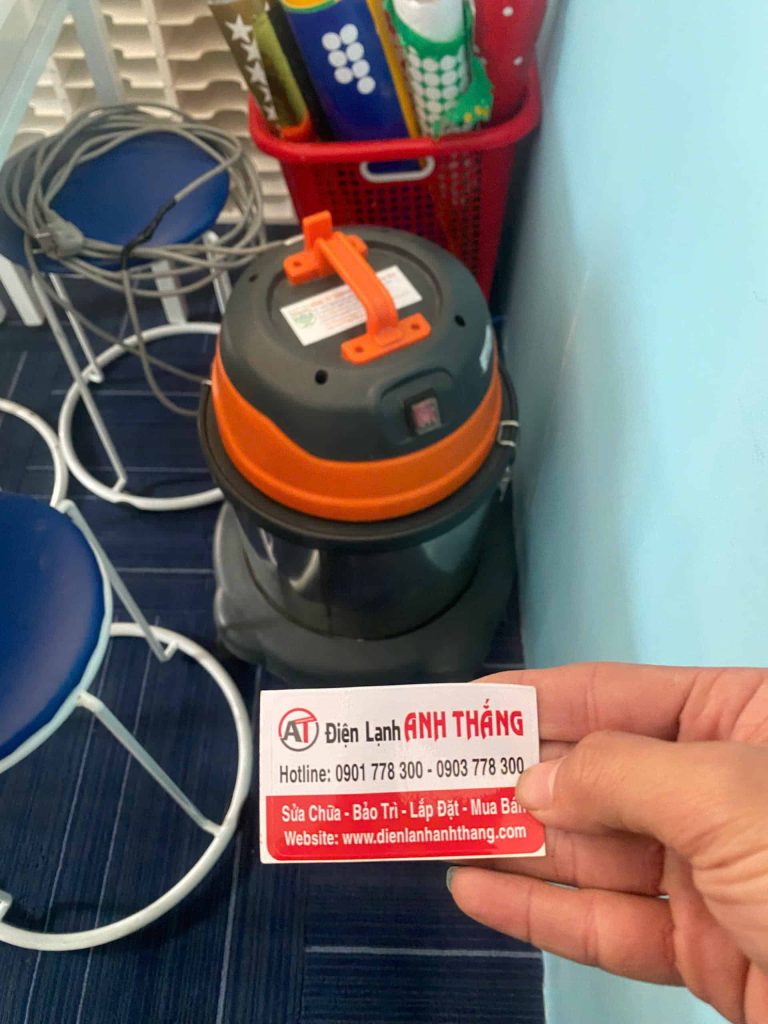 AT Điện Lạnh ANH THẮNG
Hotline: 0901 778 300 - 0903 778 300
Sửa Chữa - Bảo Trì - Lắp Đặt - Mua Bán
Website: www.dienlanhanhthang.com